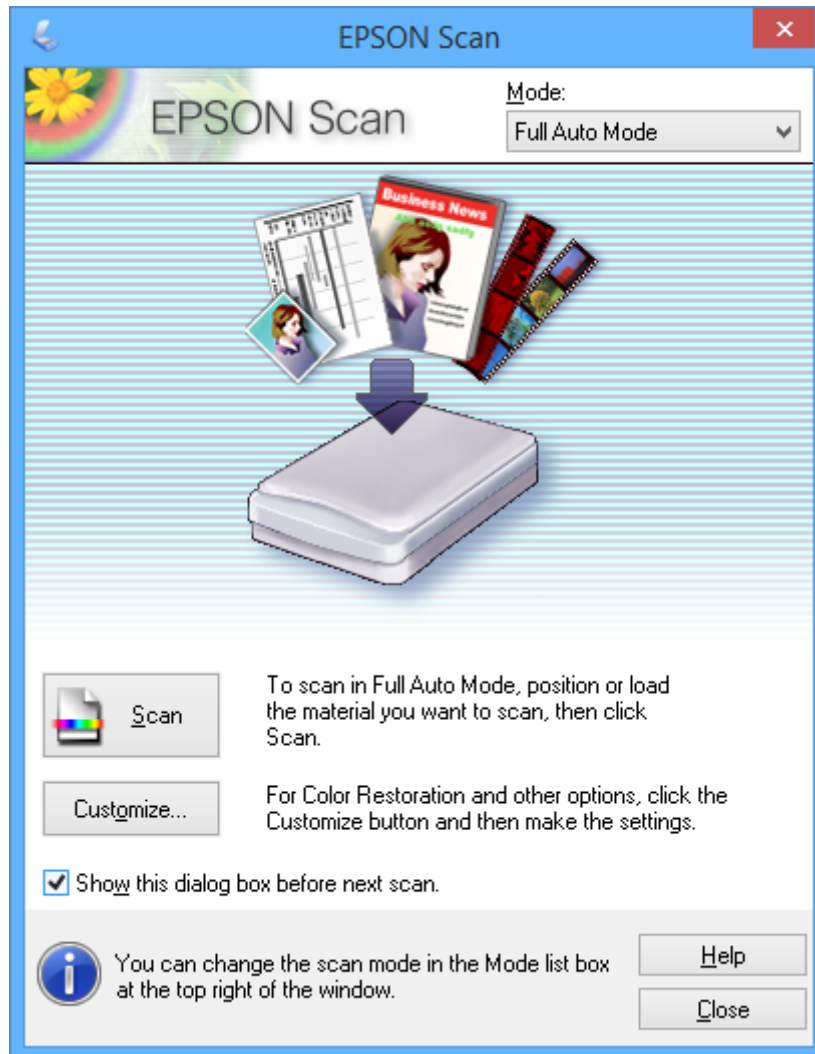 EPSON Scan
EPSON Scan
Mode:
Full Auto Mode
Business News
Scan
To scan in Full Auto Mode, position or load
the material you want to scan, then click
Scan.
Customize...
For Color Restoration and other options, click the
Customize button and then make the settings.
Show this dialog box before next scan.
You can change the scan mode in the Mode list box
at the top right of the window.
Help
Close